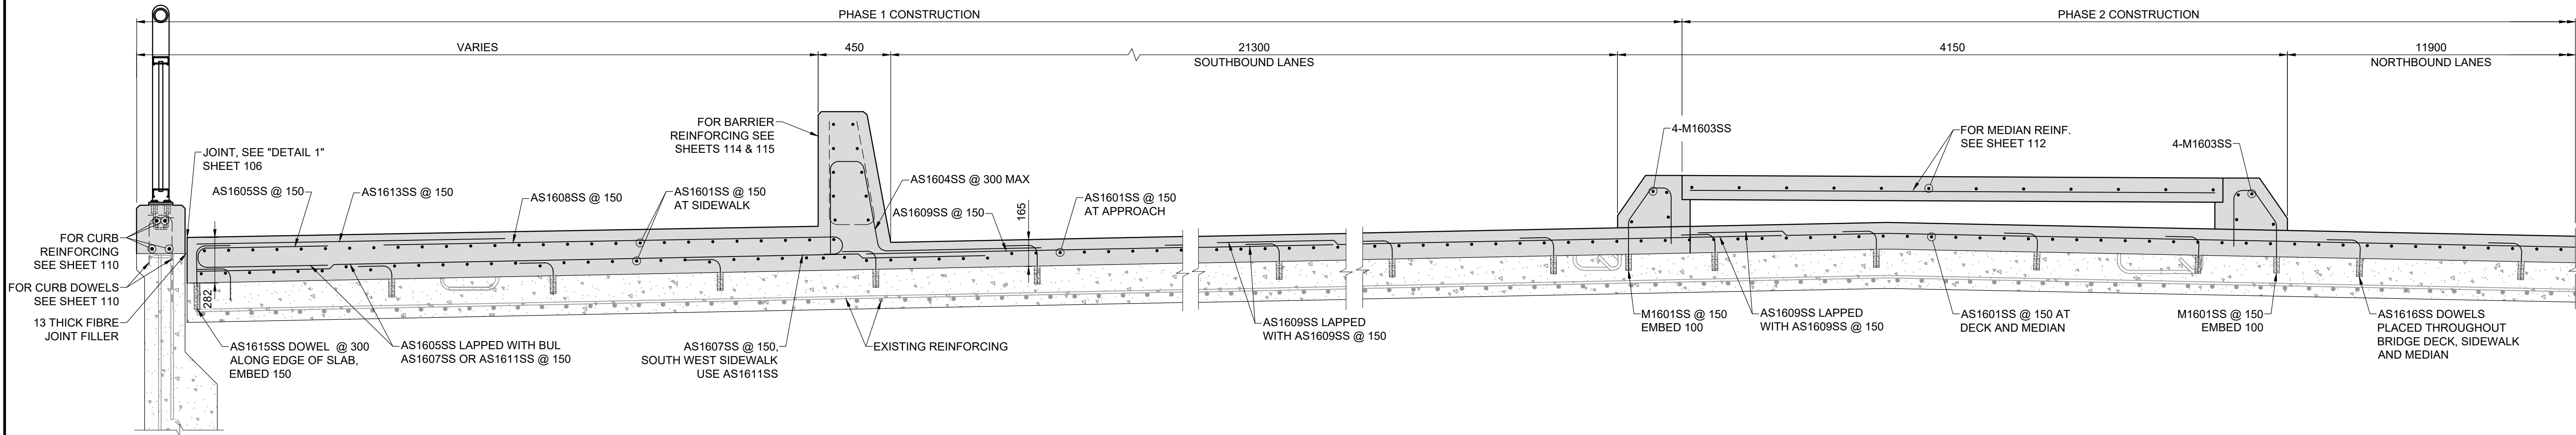 PHASE 1 CONSTRUCTION
PHASE 2 CONSTRUCTION
VARIES
450
21300
SOUTHBOUND LANES
4150
11900
NORTHBOUND LANES
FOR BARRIER
REINFORCING SEE
SHEETS 114 & 115
4-M1603SS
FOR MEDIAN REINF.
SEE SHEET 112
4-M1603SS
JOINT, SEE "DETAIL 1"
SHEET 106
AS1605SS @ 150
AS1613SS @ 150
AS1608SS @ 150
AS1601SS @ 150
AT SIDEWALK
AS1604SS @ 300 MAX
AS1609SS @ 150
165
AS1601SS @ 150
AT APPROACH
FOR CURB
REINFORCING
SEE SHEET 110
FOR CURB DOWELS
SEE SHEET 110
13 THICK FIBRE
JOINT FILLER
282
AS1615SS DOWEL @ 300
ALONG EDGE OF SLAB,
EMBED 150
AS1605SS LAPPED WITH BUL
AS1607SS OR AS1611SS @ 150
AS1607SS @ 150,
SOUTH WEST SIDEWALK
USE AS1611SS
EXISTING REINFORCING
AS1609SS LAPPED
WITH AS1609SS @ 150
M1601SS @ 150
EMBED 100
AS1609SS LAPPED
WITH AS1609SS @ 150
AS1601SS @ 150 AT
DECK AND MEDIAN
M1601SS @ 150
EMBED 100
AS1616SS DOWELS
PLACED THROUGHOUT
BRIDGE DECK, SIDEWALK
AND MEDIAN